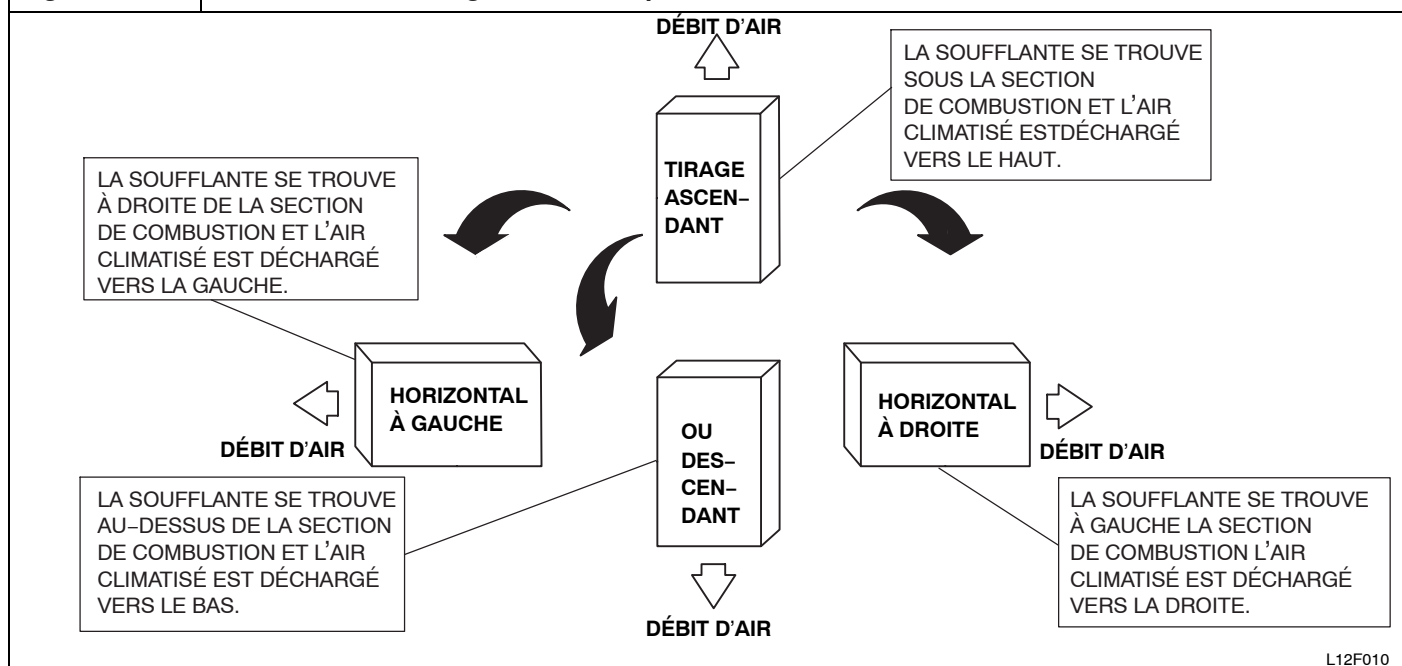 DÉBIT D'AIR
LA SOUFFLANTE SE TROUVE
SOUS LA SECTION
DE COMBUSTION ET L'AIR
CLIMATISÉ ESTDÉCHARGÉ
VERS LE HAUT.
TIRAGE
ASCEN-
DANT
LA SOUFFLANTE SE TROUVE
À DROITE DE LA SECTION
DE COMBUSTION ET L'AIR
CLIMATISÉ EST DÉCHARGÉ
VERS LA GAUCHE.
HORIZONTAL
À GAUCHE
DÉBIT D'AIR
OU
DES-
CEN-
DANT
HORIZONTAL
À DROITE
DÉBIT D'AIR
LA SOUFFLANTE SE TROUVE
AU-DESSUS DE LA SECTION
DE COMBUSTION ET L'AIR
CLIMATISÉ EST DÉCHARGÉ
VERS LE BAS.
LA SOUFFLANTE SE TROUVE
À GAUCHE LA SECTION
DE COMBUSTION L'AIR
CLIMATISÉ EST DÉCHARGÉ
VERS LA DROITE.
DÉBIT D'AIR
L12F010